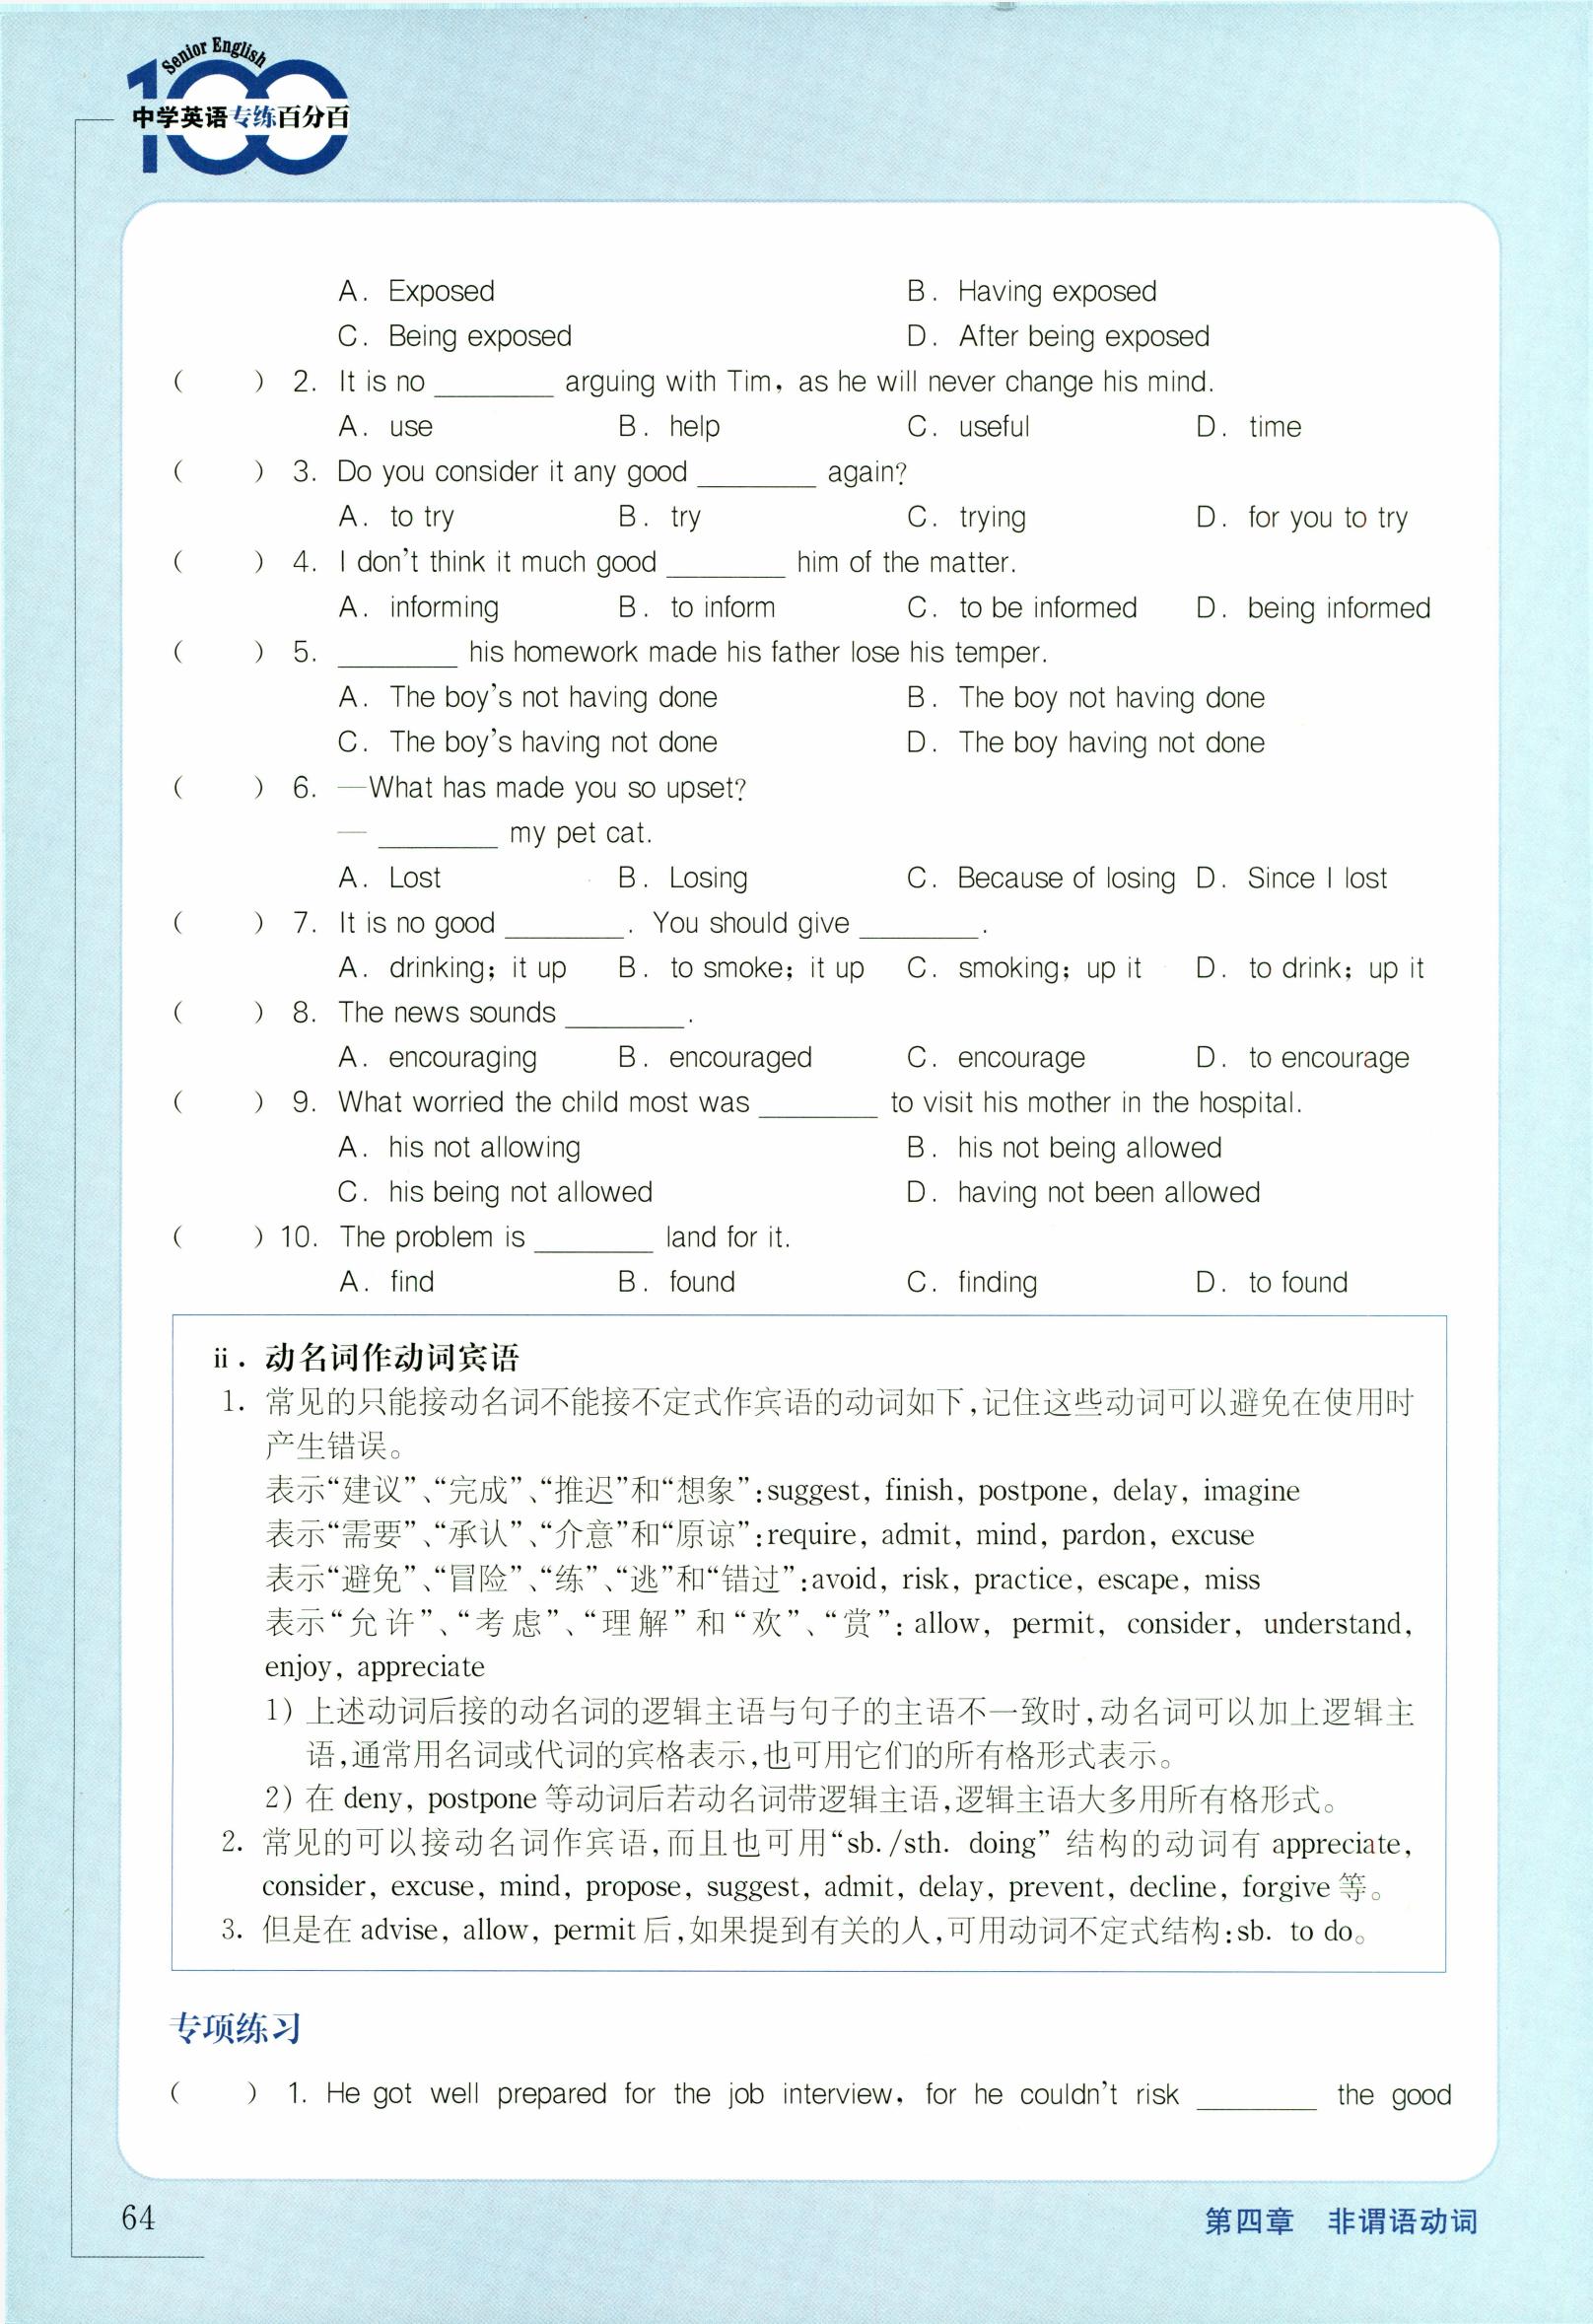 Senior English
100
中学英语专练百分百
A. Exposed B. Having exposed
C. Being exposed D. After being exposed
( ) 2. It is no ________ arguing with Tim, as he will never change his mind.
A. use B. help C. useful D. time
( ) 3. Do you consider it any good ________ again?
A. to try B. try C. trying D. for you to try
( ) 4. I don't think it much good ________ him of the matter.
A. informing B. to inform C. to be informed D. being informed
( ) 5. ________ his homework made his father lose his temper.
A. The boy's not having done B. The boy not having done
C. The boy's having not done D. The boy having not done
( ) 6. —What has made you so upset?
— ________ my pet cat.
A. Lost B. Losing C. Because of losing D. Since I lost
( ) 7. It is no good ________. You should give ________.
A. drinking; it up B. to smoke; it up C. smoking; up it D. to drink; up it
( ) 8. The news sounds ________.
A. encouraging B. encouraged C. encourage D. to encourage
( ) 9. What worried the child most was ________ to visit his mother in the hospital.
A. his not allowing B. his not being allowed
C. his being not allowed D. having not been allowed
( ) 10. The problem is ________ land for it.
A. find B. found C. finding D. to found
ii. 动名词作动词宾语
1. 常见的只能接动名词不能接不定式作宾语的动词如下,记住这些动词可以避免在使用时
产生错误。
表示“建议”、“完成”、“推迟”和“想象”:suggest, finish, postpone, delay, imagine
表示“需要”、“承认”、“介意”和“原谅”:require, admit, mind, pardon, excuse
表示“避免”、“冒险”、“练”、“逃”和“错过”:avoid, risk, practice, escape, miss
表示“允许”、“考虑”、“理解”和“欢”、“赏”: allow, permit, consider, understand,
enjoy, appreciate
1) 上述动词后接的动名词的逻辑主语与句子的主语不一致时,动名词可以加上逻辑主
语,通常用名词或代词的宾格表示,也可用它们的所有格形式表示。
2) 在 deny, postpone 等动词后若动名词带逻辑主语,逻辑主语大多用所有格形式。
2. 常见的可以接动名词作宾语,而且也可用“sb./sth. doing” 结构的动词有 appreciate,
consider, excuse, mind, propose, suggest, admit, delay, prevent, decline, forgive 等。
3. 但是在 advise, allow, permit 后,如果提到有关的人,可用动词不定式结构:sb. to do。
专项练习
( ) 1. He got well prepared for the job interview, for he couldn't risk ________ the good
64
第四章 非谓语动词